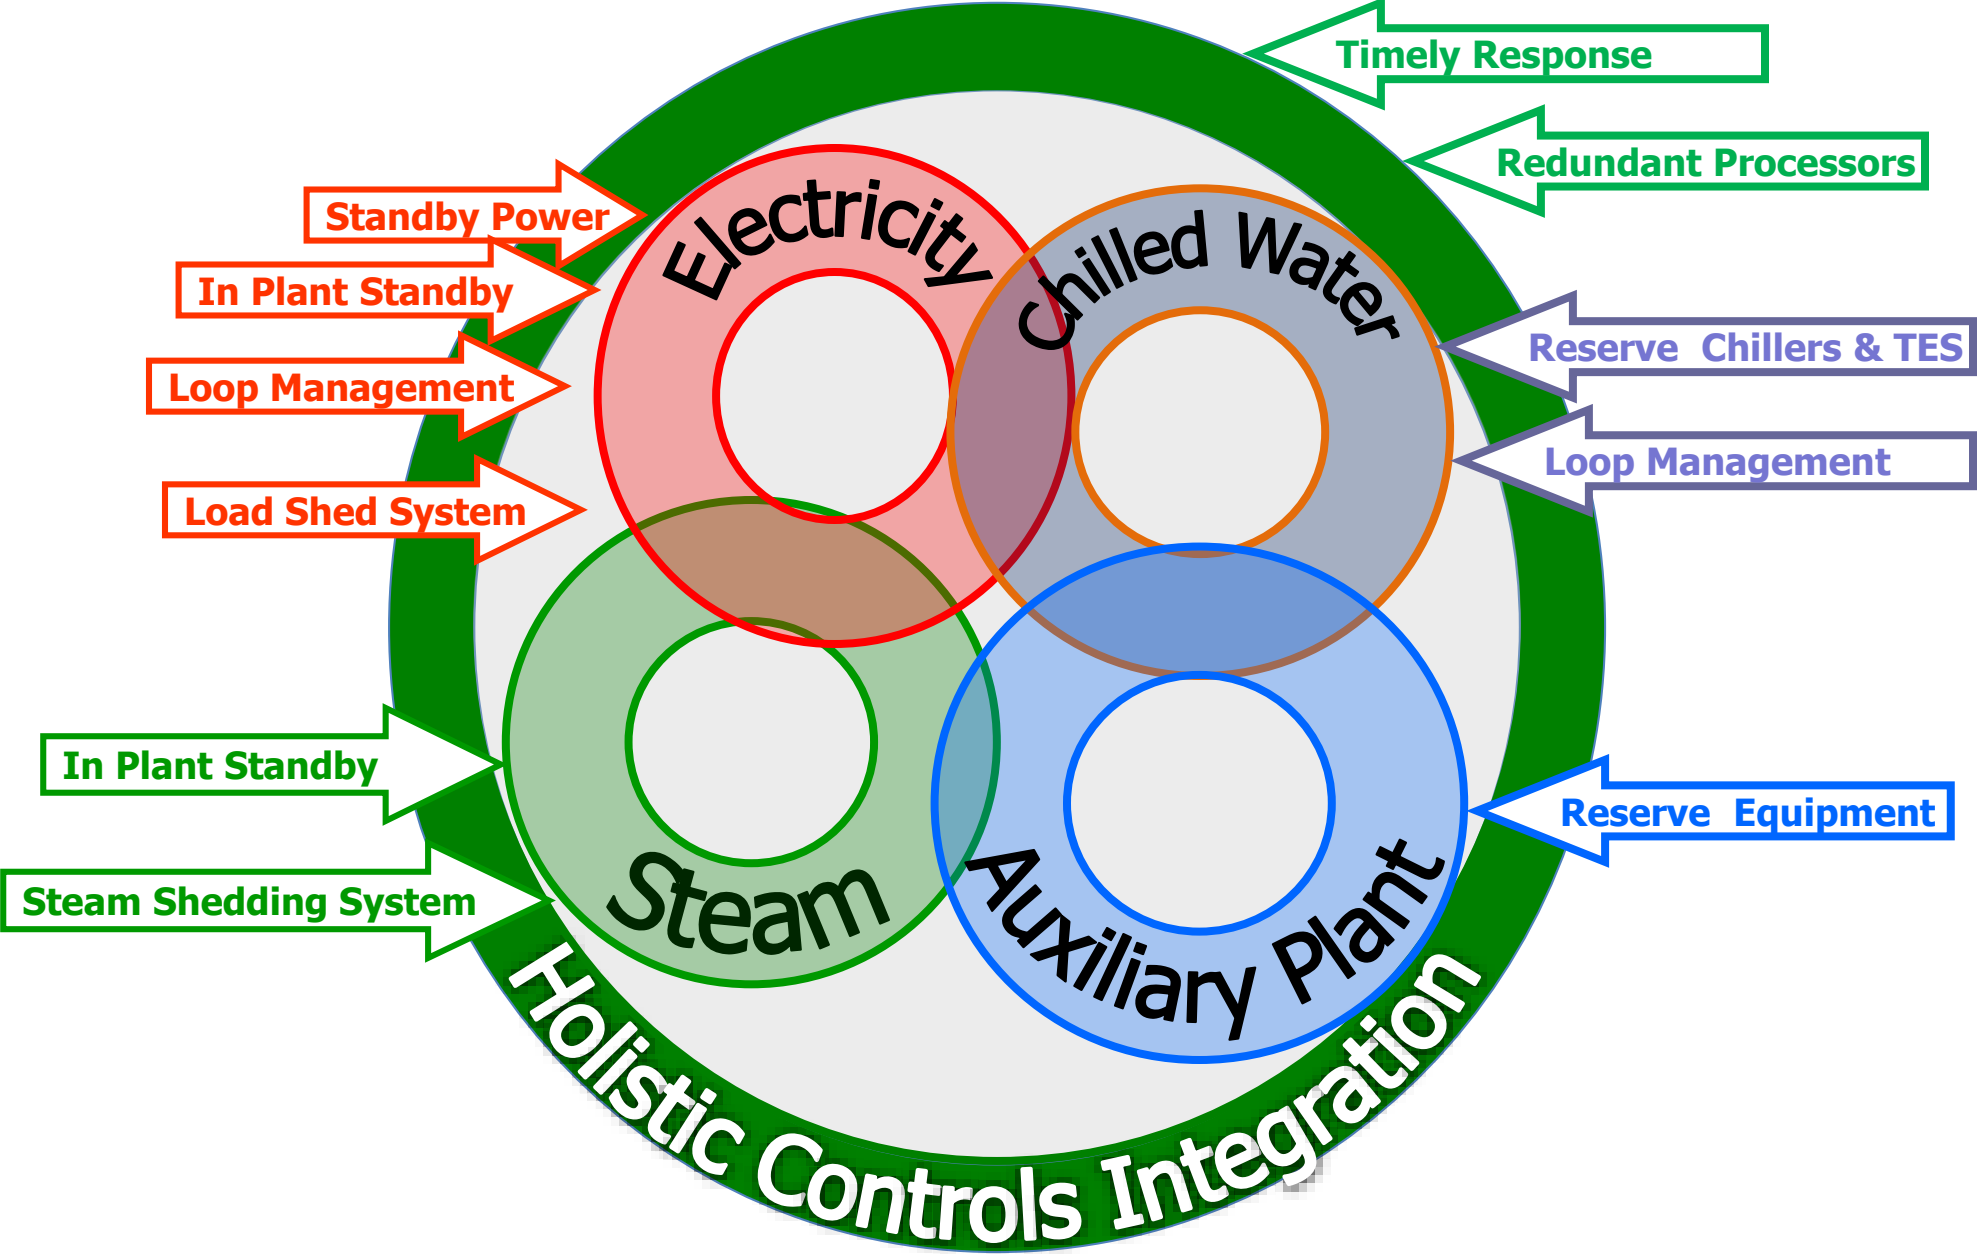 Timely Response
Redundant Processors
Standby Power
In Plant Standby
Loop Management
Load Shed System
Electricity
Chilled Water
Reserve  Chillers & TES
Loop Management
In Plant Standby
Steam Shedding System
Steam
Auxiliary Plant
Reserve  Equipment
Holistic Controls Integration